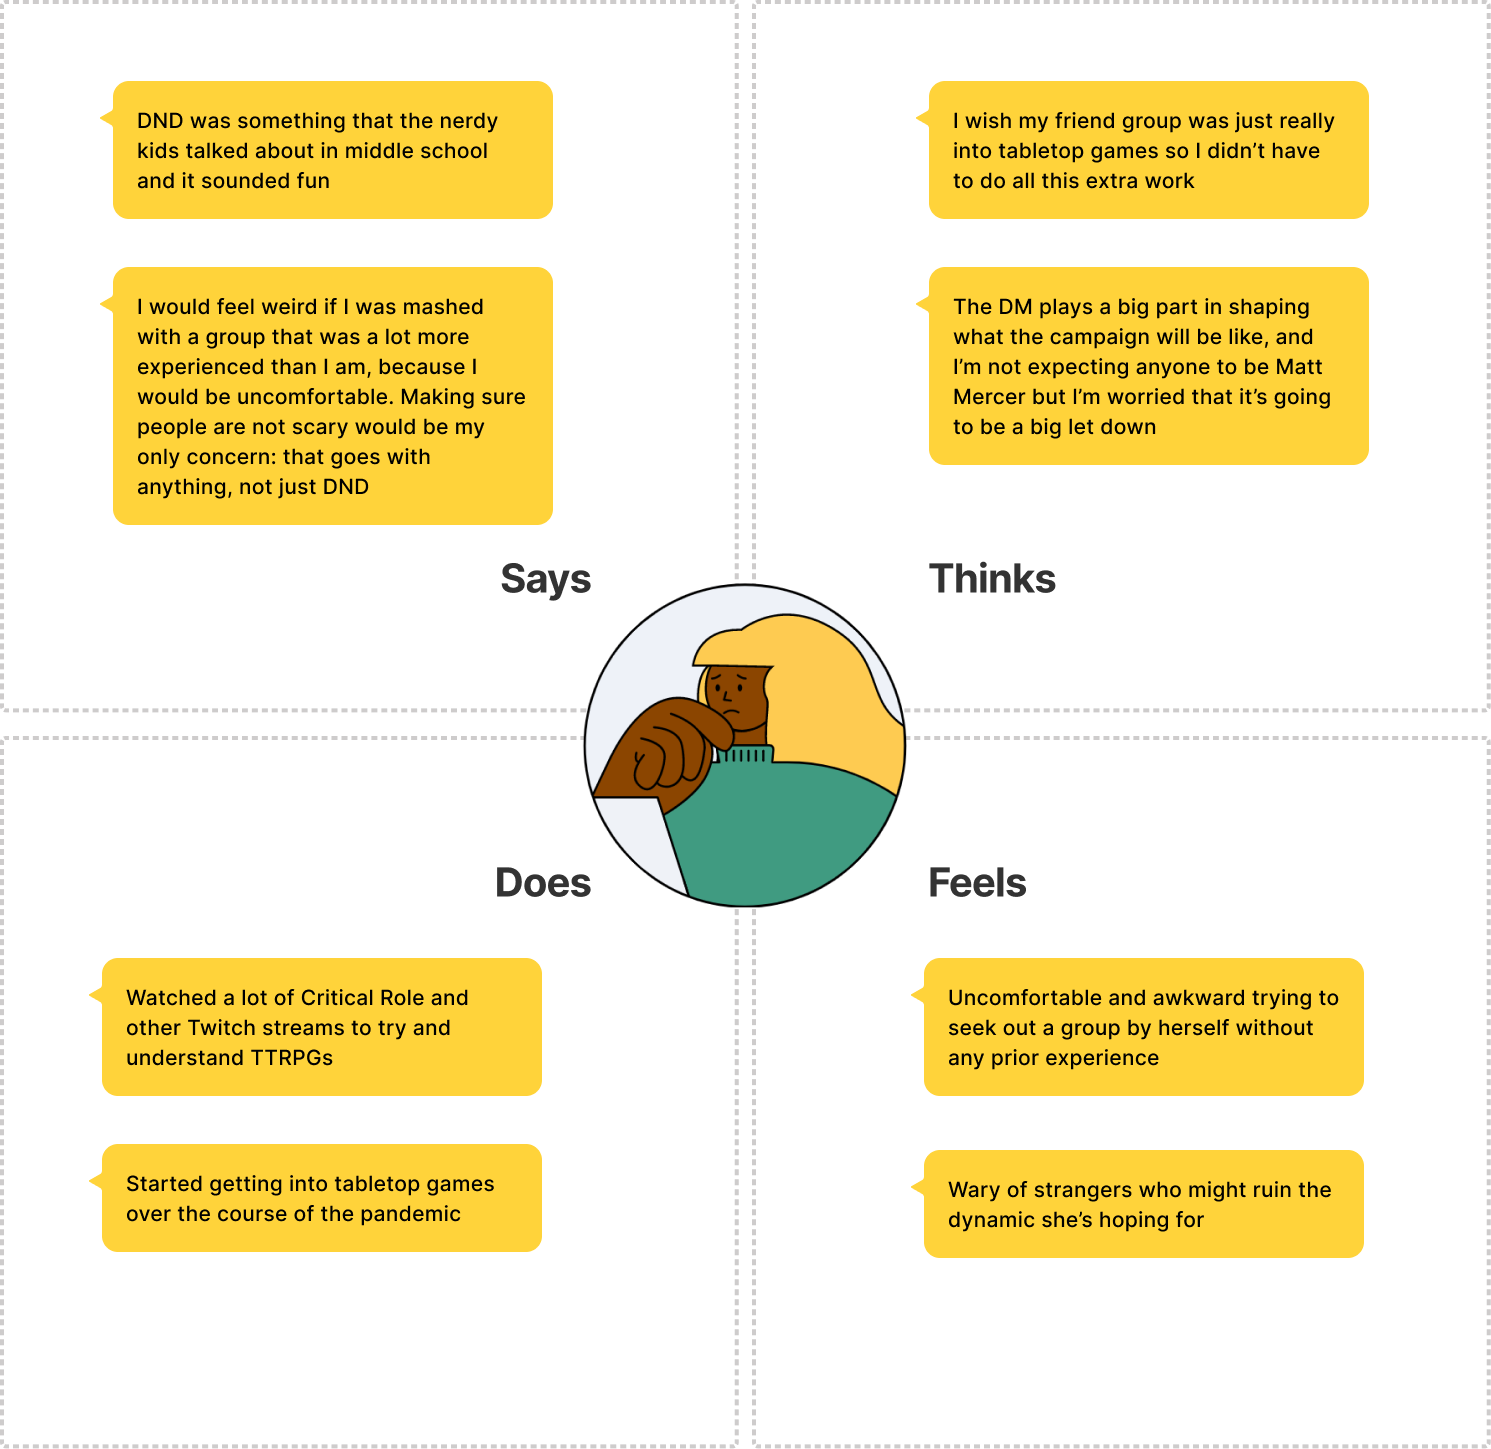 DND was something that the nerdy
kids talked about in middle school
and it sounded fun
I would feel weird if I was mashed
with a group that was a lot more
experienced than I am, because I
would be uncomfortable. Making sure
people are not scary would be my
only concern: that goes with
anything, not just DND
Says
I wish my friend group was just really
into tabletop games so I didn’t have
to do all this extra work
The DM plays a big part in shaping
what the campaign will be like, and
I’m not expecting anyone to be Matt
Mercer but I’m worried that it’s going
to be a big let down
Thinks
Does
Watched a lot of Critical Role and
other Twitch streams to try and
understand TTRPGs
Started getting into tabletop games
over the course of the pandemic
Feels
Uncomfortable and awkward trying to
seek out a group by herself without
any prior experience
Wary of strangers who might ruin the
dynamic she’s hoping for